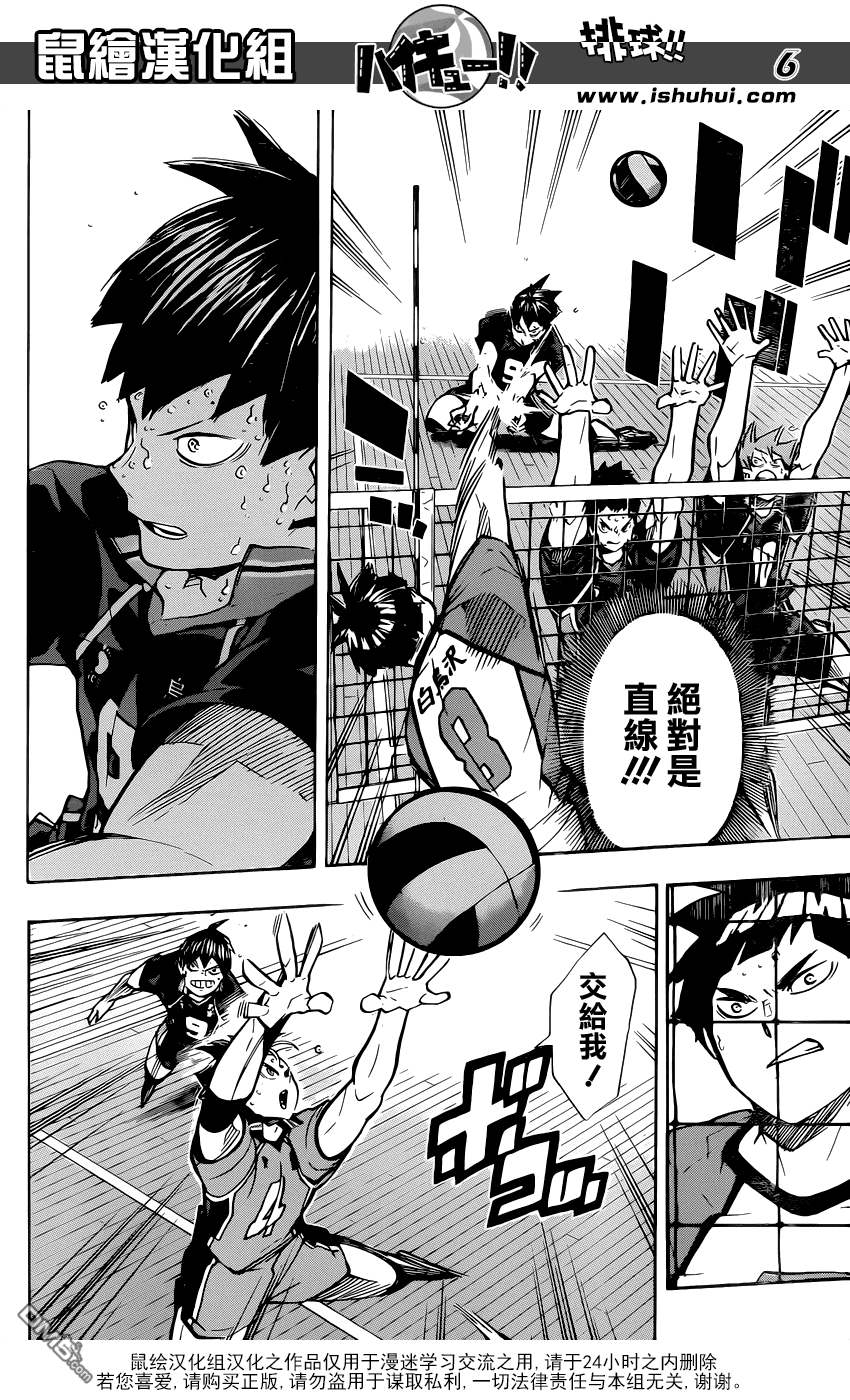 鼠繪漢化組
ハイキュー!!
排球!!
6
www.ishuhui.com
白鳥沢
8
9
絕對是
直線!!!
交給我!
9
4
鼠绘汉化组汉化之作品仅用于漫迷学习交流之用,请于24小时之内删除
若您喜爱,请购买正版,请勿盗用于谋取私利,一切法律责任与本组无关,谢谢。